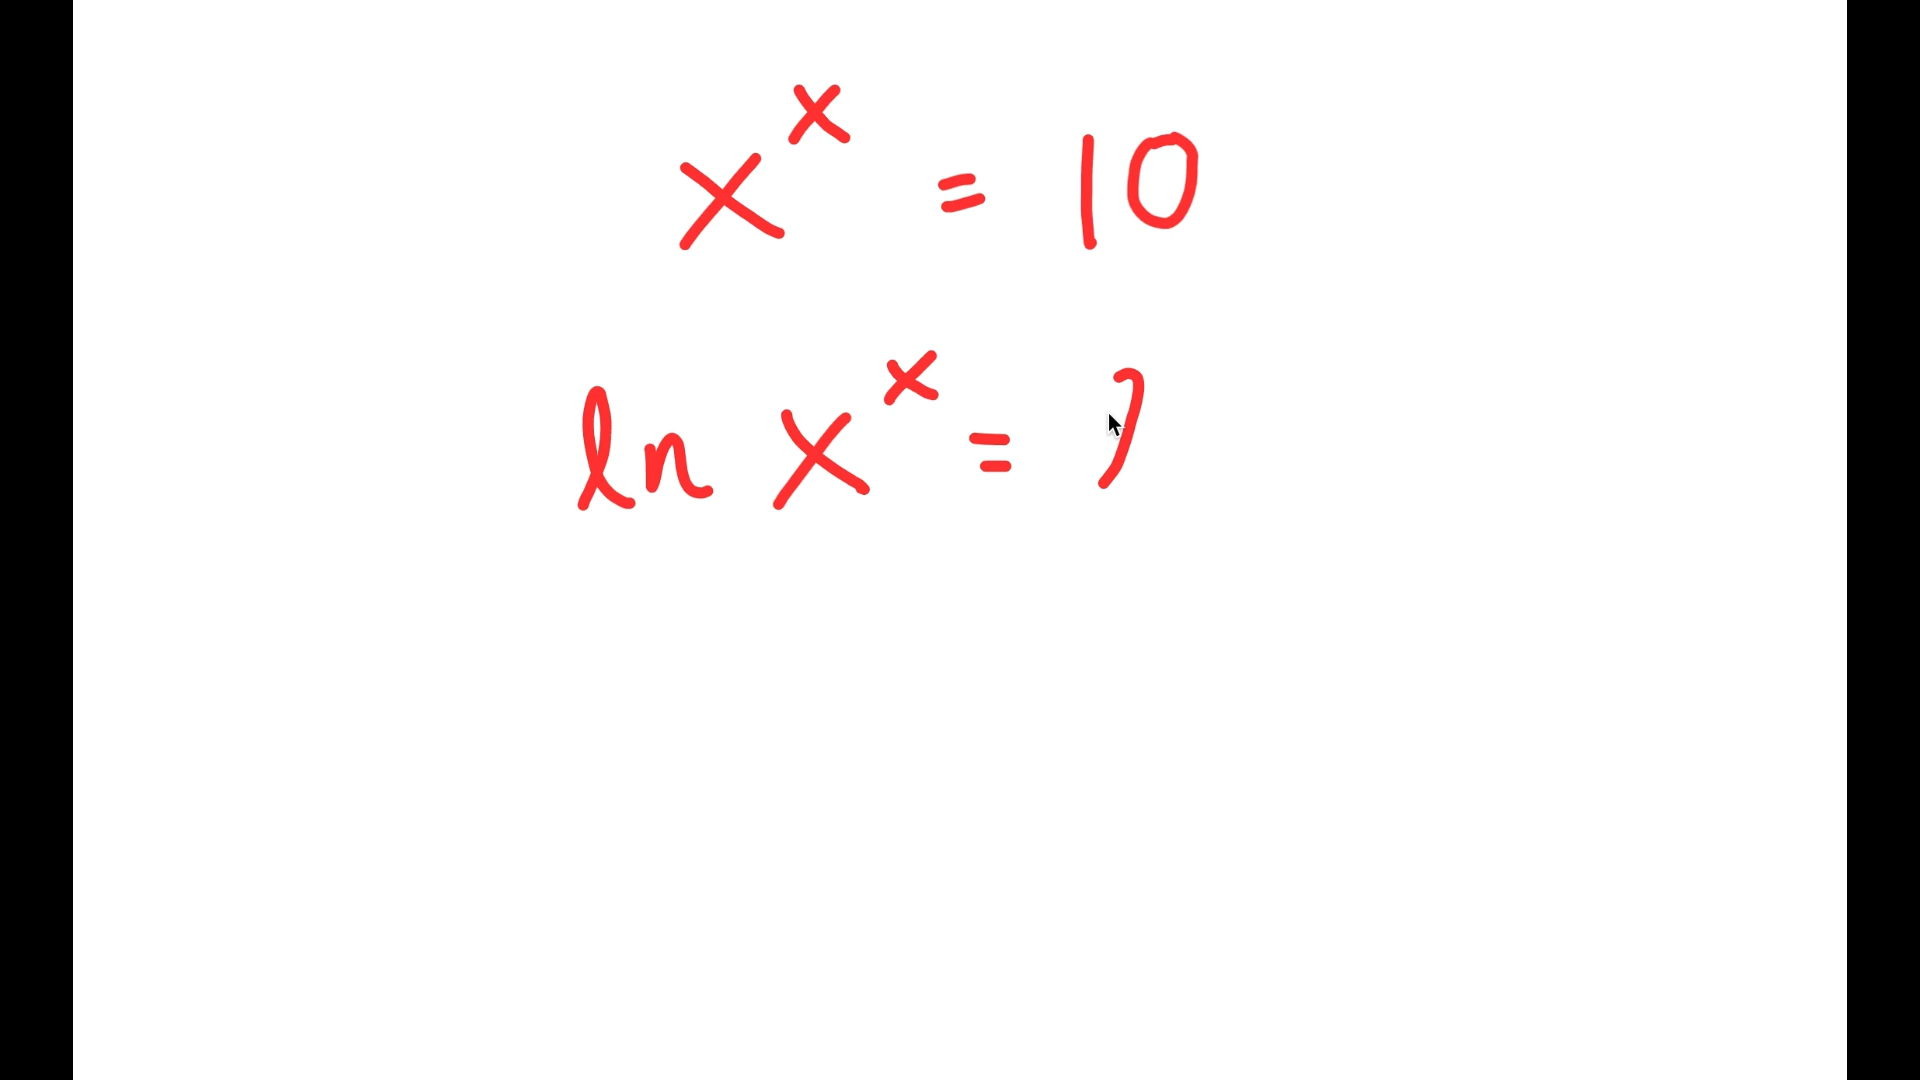 x^x = 10
ln x^x =